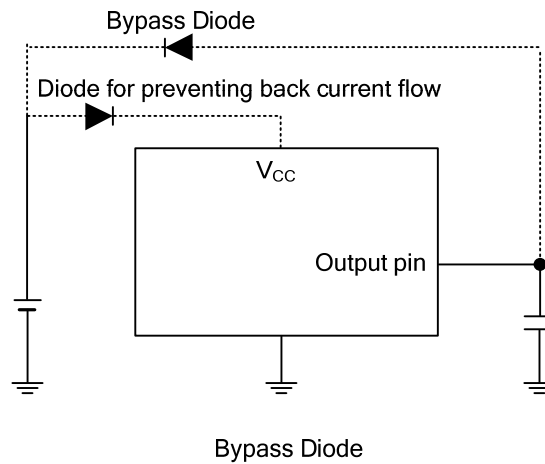 Bypass Diode
Diode for preventing back current flow
VCC
Output pin
Bypass Diode